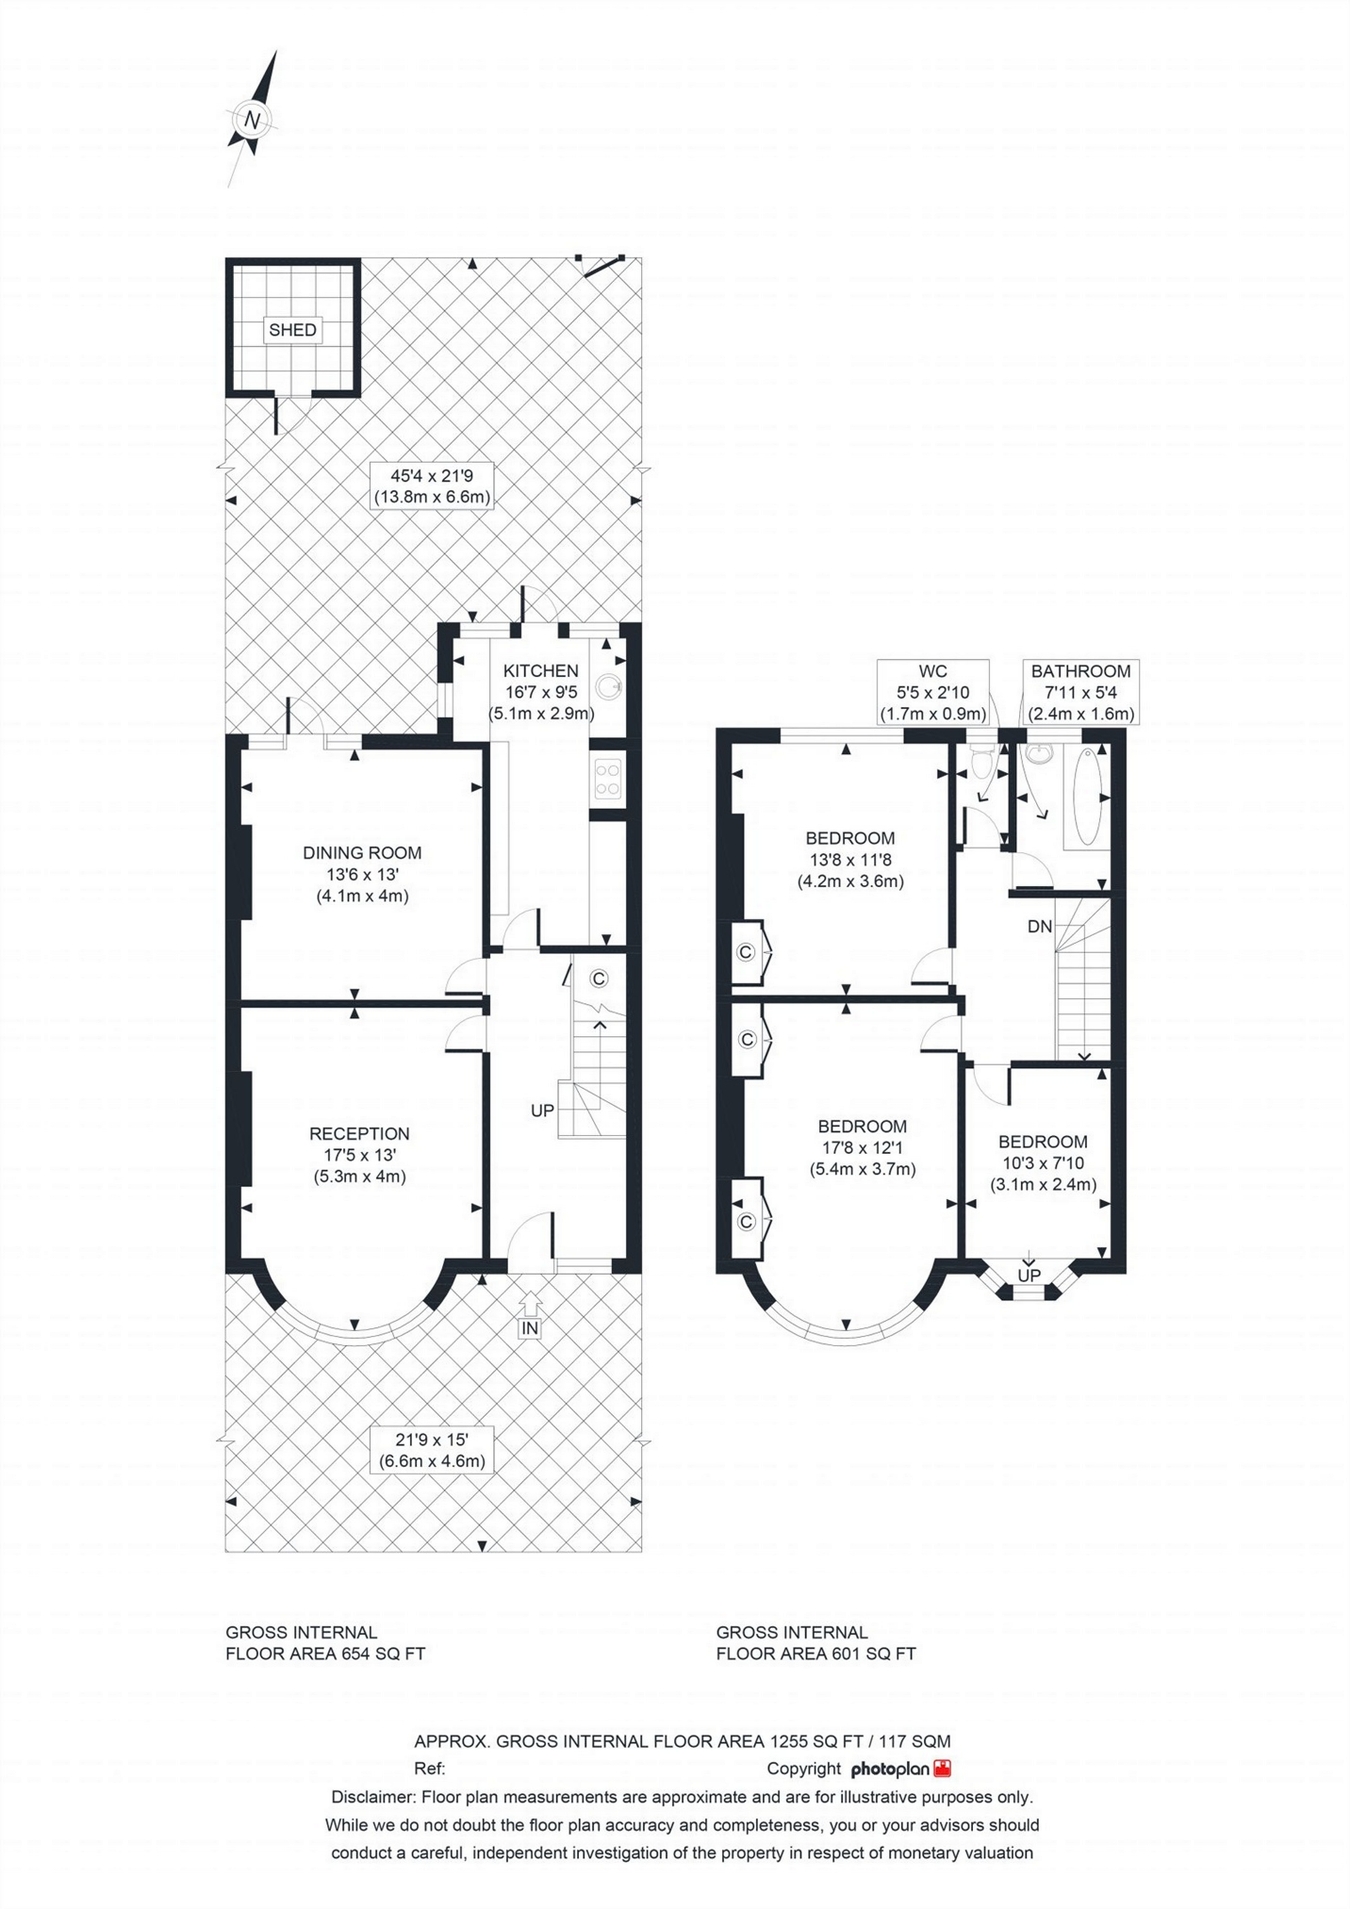 N
SHED
45'4 x 21'9
(13.8m x 6.6m)
KITCHEN
16'7 x 9'5
(5.1m x 2.9m)
DINING ROOM
13'6 x 13'
(4.1m x 4m)
C
UP
RECEPTION
17'5 x 13'
(5.3m x 4m)
IN
21'9 x 15'
(6.6m x 4.6m)
WC
5'5 x 2'10
(1.7m x 0.9m)
BATHROOM
7'11 x 5'4
(2.4m x 1.6m)
BEDROOM
13'8 x 11'8
(4.2m x 3.6m)
DN
C
C
BEDROOM
17'8 x 12'1
(5.4m x 3.7m)
BEDROOM
10'3 x 7'10
(3.1m x 2.4m)
C
UP
GROSS INTERNAL
FLOOR AREA 654 SQ FT
GROSS INTERNAL
FLOOR AREA 601 SQ FT
APPROX. GROSS INTERNAL FLOOR AREA 1255 SQ FT / 117 SQM
Ref:
Copyright photoplan
Disclaimer: Floor plan measurements are approximate and are for illustrative purposes only.
While we do not doubt the floor plan accuracy and completeness, you or your advisors should
conduct a careful, independent investigation of the property in respect of monetary valuation